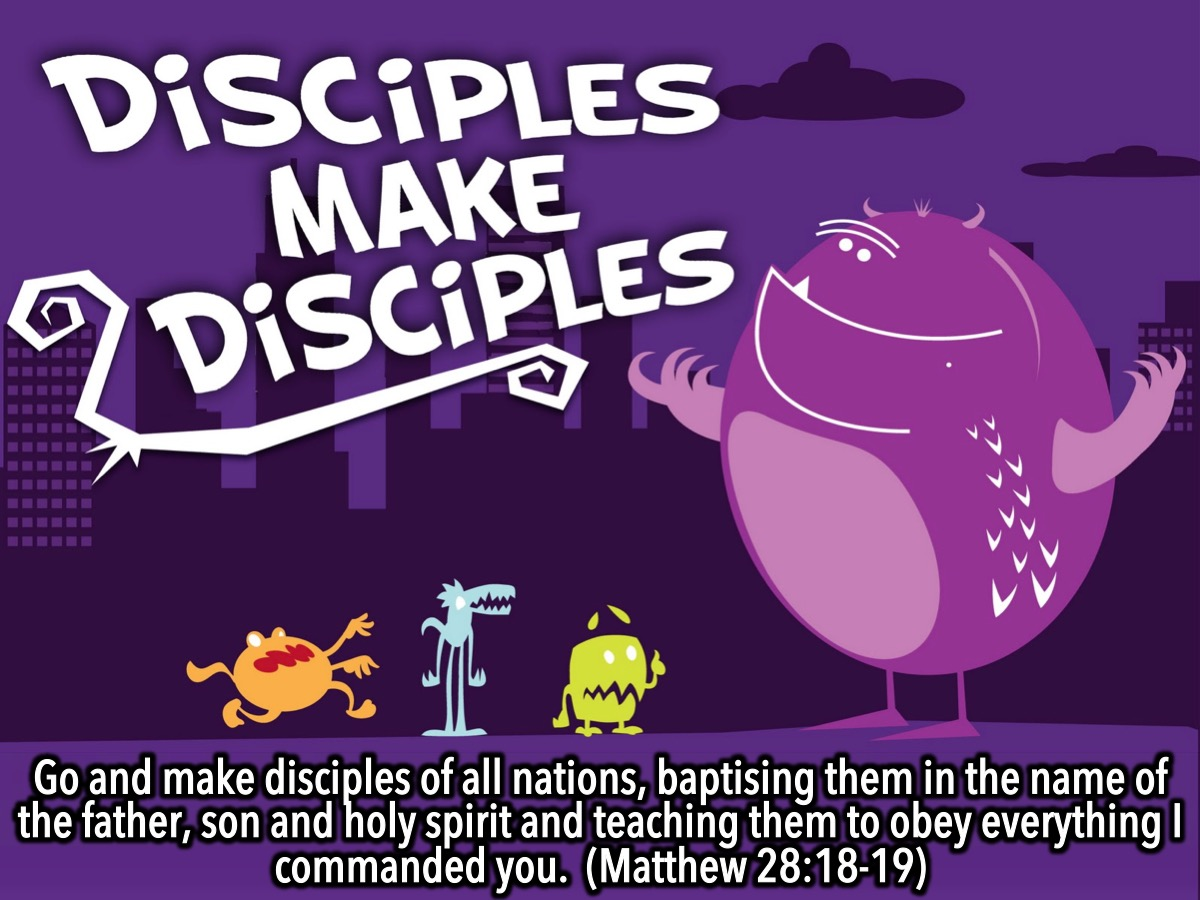 DiSCiPLES
MAKE
DiSCiPLES
Go and make disciples of all nations, baptising them in the name of
the father, son and holy spirit and teaching them to obey everything I
commanded you.  (Matthew 28:18-19)